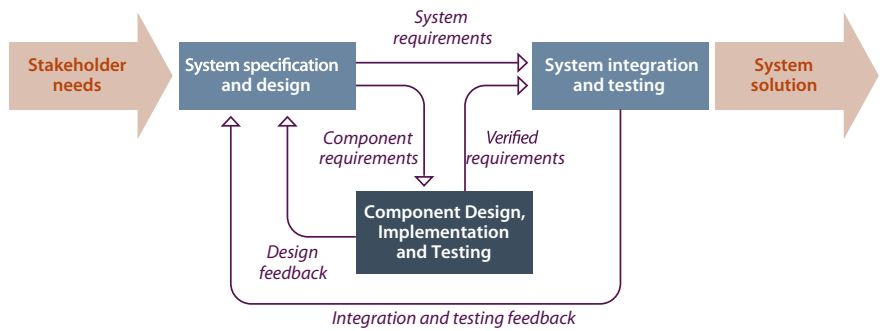 System
requirements
Stakeholder
needs
System specification
and design
System integration
and testing
System
solution
Component
requirements
Verified
requirements
Component Design,
Implementation
and Testing
Design
feedback
Integration and testing feedback